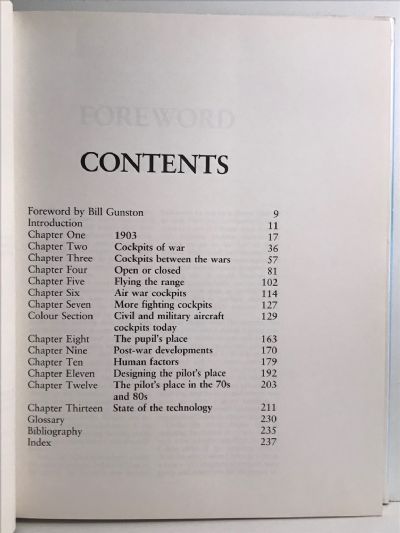 FOREWORD
CONTENTS
Foreword by Bill Gunston 9
Introduction 11
Chapter One 1903 17
Chapter Two Cockpits of war 36
Chapter Three Cockpits between the wars 57
Chapter Four Open or closed 81
Chapter Five Flying the range 102
Chapter Six Air war cockpits 114
Chapter Seven More fighting cockpits 127
Colour Section Civil and military aircraft 129
cockpits today
Chapter Eight The pupil's place 163
Chapter Nine Post-war developments 170
Chapter Ten Human factors 179
Chapter Eleven Designing the pilot's place 192
Chapter Twelve The pilot's place in the 70s 203
and 80s
Chapter Thirteen State of the technology 211
Glossary 230
Bibliography 235
Index 237